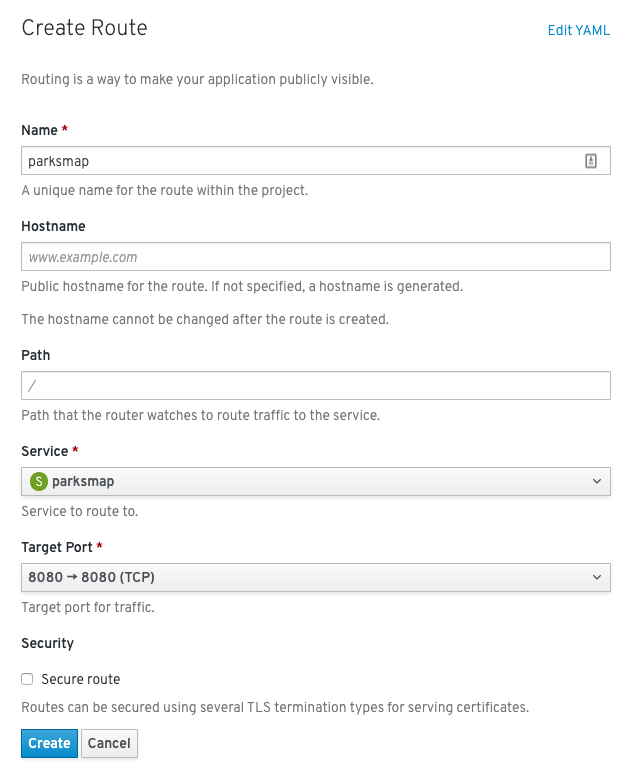 Create Route
Edit YAML
Routing is a way to make your application publicly visible.
Name *
parksmap
A unique name for the route within the project.
Hostname
www.example.com
Public hostname for the route. If not specified, a hostname is generated.
The hostname cannot be changed after the route is created.
Path
/
Path that the router watches to route traffic to the service.
Service *
S parksmap
Service to route to.
Target Port *
8080 → 8080 (TCP)
Target port for traffic.
Security
Secure route
Routes can be secured using several TLS termination types for serving certificates.
Create Cancel